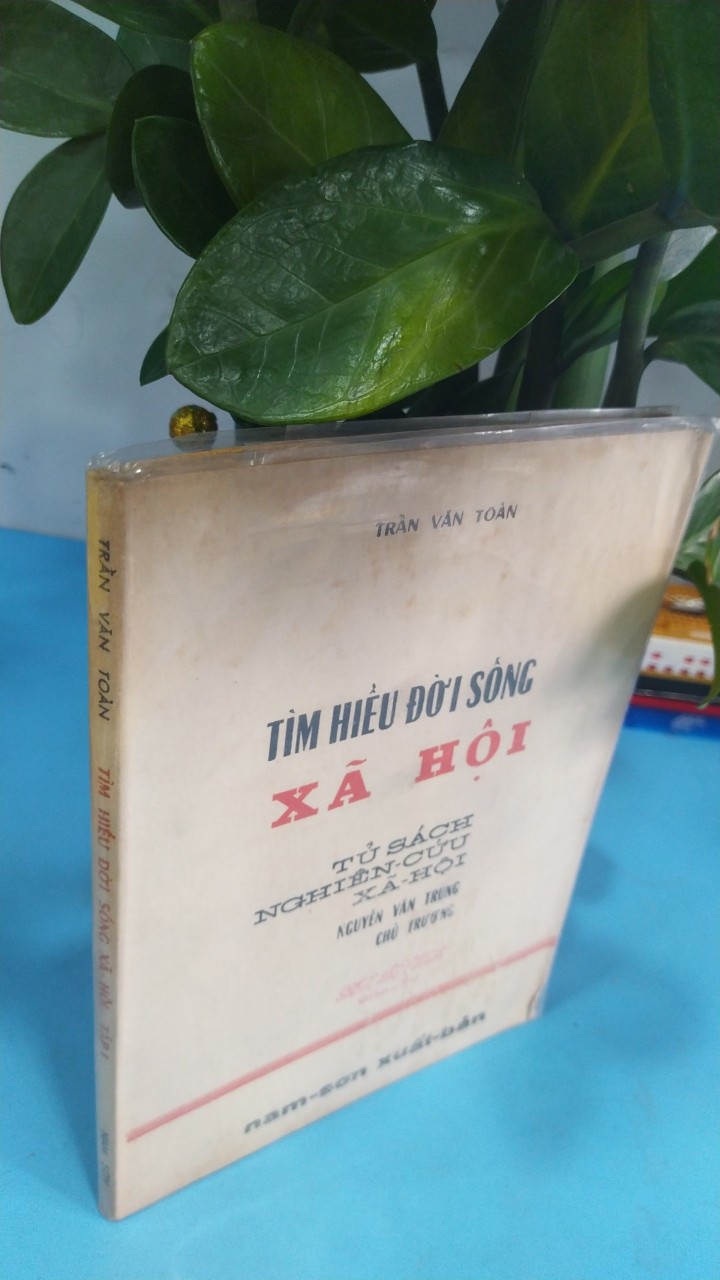 TRẦN VĂN TOÀN
TÌM HIỂU ĐỜI SỐNG
XÃ HỘI
TỦ SÁCH
NGHIÊN-CỨU
XÃ-HỘI
NGUYỄN VĂN TRUNG
CHỦ TRƯƠNG
nam-sơn xuất-bản
TRẦN VĂN TOÀN TÌM HIỂU ĐỜI SỐNG XÃ HỘI TẬP I